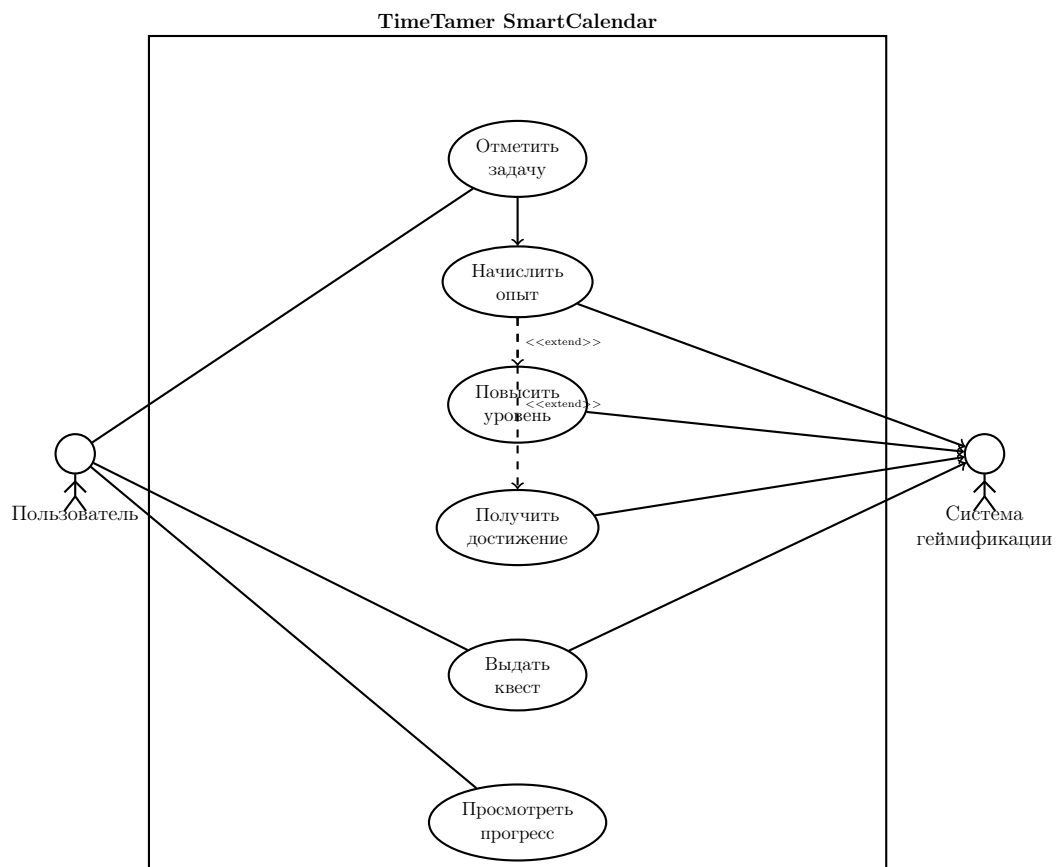 TimeTamer SmartCalendar
Отметить
задачу
Начислить
опыт
<<extend>>
Повысить
уровень
<<extend>>
Пользователь
Система
геймификации
Получить
достижение
Выдать
квест
Просмотреть
прогресс